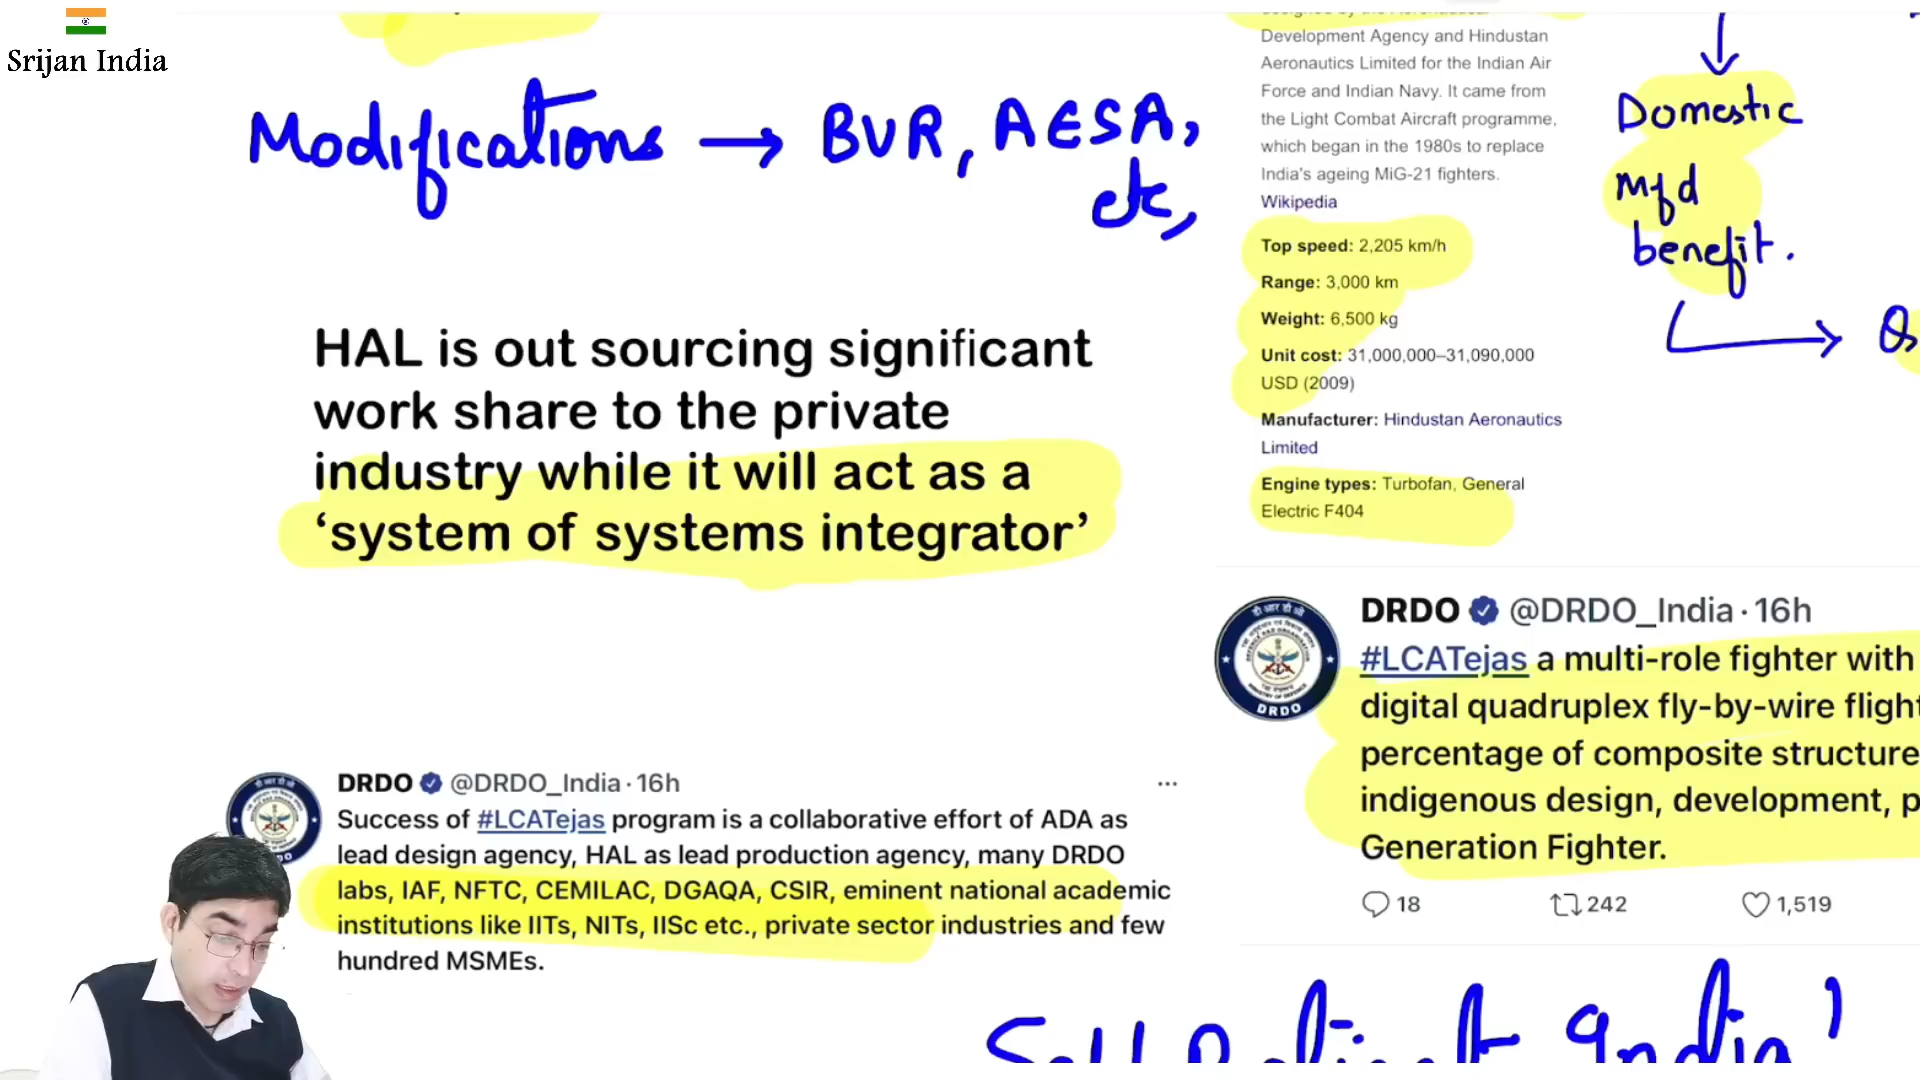 Srijan India
Modifications → BVR, AESA,
etc,
HAL is out sourcing significant
work share to the private
industry while it will act as a
‘system of systems integrator’
DRDO @DRDO_India · 16h
Success of #LCATejas program is a collaborative effort of ADA as
lead design agency, HAL as lead production agency, many DRDO
labs, IAF, NFTC, CEMILAC, DGAQA, CSIR, eminent national academic
institutions like IITs, NITs, IISc etc., private sector industries and few
hundred MSMEs.
Development Agency and Hindustan
Aeronautics Limited for the Indian Air
Force and Indian Navy. It came from
the Light Combat Aircraft programme,
which began in the 1980s to replace
India's ageing MiG-21 fighters.
Wikipedia
Top speed: 2,205 km/h
Range: 3,000 km
Weight: 6,500 kg
Unit cost: 31,000,000–31,090,000
USD (2009)
Manufacturer: Hindustan Aeronautics
Limited
Engine types: Turbofan, General
Electric F404
Domestic
Mfd
benefit.
DRDO @DRDO_India · 16h
#LCATejas a multi-role fighter with
digital quadruplex fly-by-wire flight
percentage of composite structure
indigenous design, development, p
Generation Fighter.
18 242 1,519
DRDO
India'